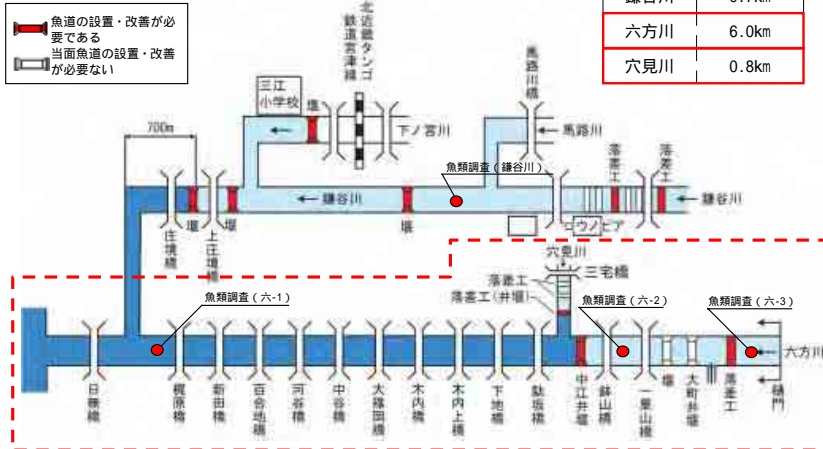 魚道の設置・改善が必
要である
当面魚道の設置・改善
が必要ない
北近畿タンゴ
鉄道宮津線
六方川 6.0km
穴見川 0.8km
三江
小学校
堰
下ノ宮川
馬路川橋
馬路川
700m
魚類調査（鎌谷川）
落差工
落差工
鎌谷川
鎌谷川
堰
堰
堰
庄境橋
上庄境橋
穴見川
三宅橋
落差工
落差工（井堰）
魚類調査（六-1）
魚類調査（六-2）
魚類調査（六-3）
六方川
梶原橋
新田橋
百合地橋
河谷橋
中谷橋
大篠岡橋
木内橋
木内上橋
下地橋
駄坂橋
中江井堰
鉢山橋
一里山橋
堰
大町井堰
落差工
樋門